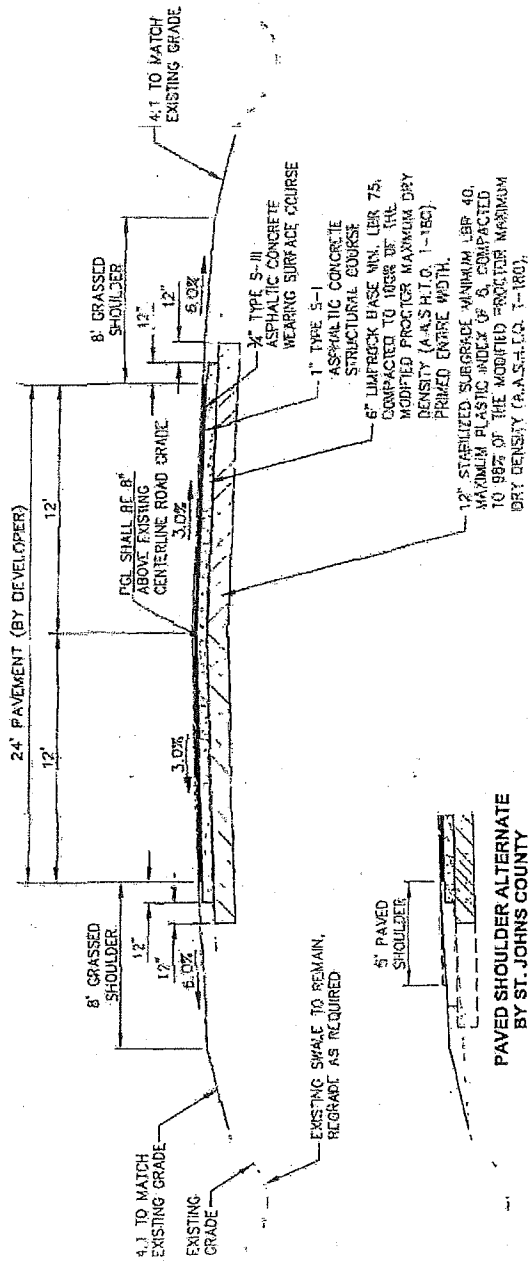 24' PAVEMENT (BY DEVELOPER)
12'
12'
8' GRASSED
SHOULDER
12"
12"
6.0%
3.0%
PGL SHALL BE 8"
ABOVE EXISTING
CENTERLINE ROAD GRADE.
3.0%
8' GRASSED
SHOULDER
12"
12"
6.0%
4:1 TO MATCH
EXISTING GRADE
EXISTING
GRADE
EXISTING SWALE TO REMAIN,
REGRADE AS REQUIRED
4:1 TO MATCH
EXISTING GRADE
¾" TYPE S-III
ASPHALTIC CONCRETE
WEARING SURFACE COURSE
1" TYPE S-I
ASPHALTIC CONCRETE
STRUCTURAL COURSE
6" LIMEROCK BASE MIN. LBR 75,
COMPACTED TO OF THE
MODIFIED PROCTOR MAXIMUM DRY
DENSITY (A.A.S.H.T.O. T-180).
PRIMED ENTIRE WIDTH.
12" STABILIZED SUBGRADE MINIMUM LBR 40,
MAXIMUM PLASTIC INDEX OF 8, COMPACTED
TO 98% OF THE MODIFIED PROCTOR MAXIMUM
DRY DENSITY (A.A.S.H.T.O. T-180).
5' PAVED
SHOULDER
PAVED SHOULDER ALTERNATE
BY ST. JOHNS COUNTY